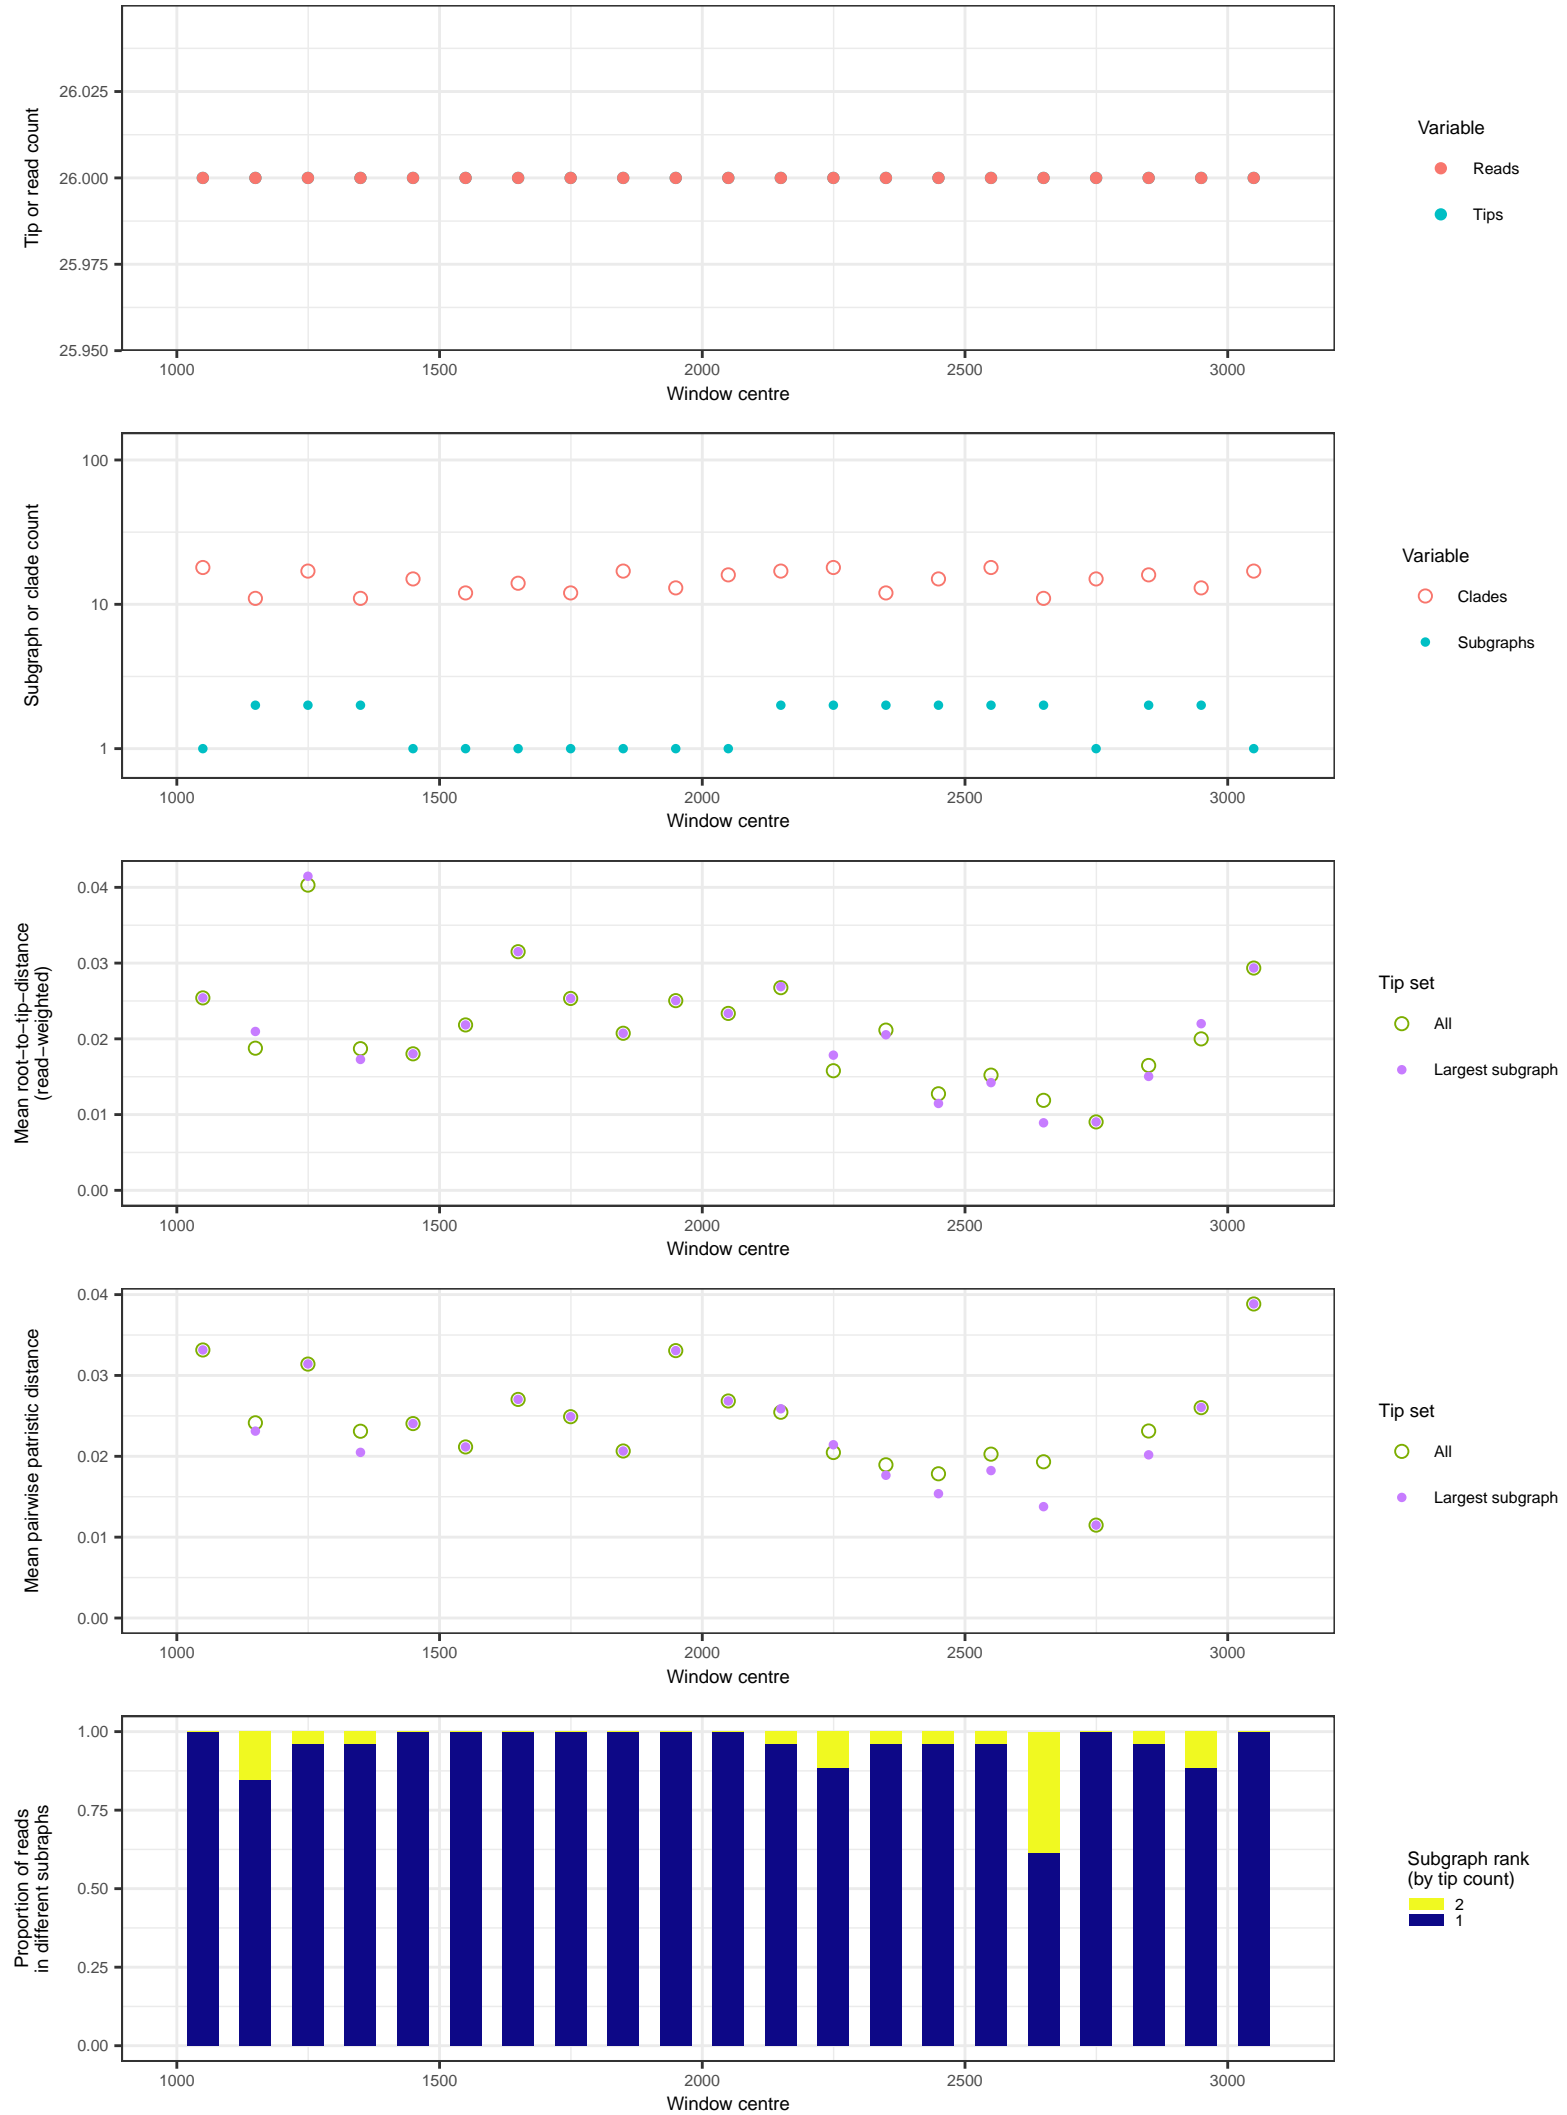 26.025
26.000
25.975
25.950
Tip or read count
1000 1500 2000 2500 3000
Window centre
Variable
Reads
Tips
100
10
1
Subgraph or clade count
1000 1500 2000 2500 3000
Window centre
Variable
Clades
Subgraphs
0.04
0.03
0.02
0.01
0.00
Mean root−to−tip−distance
(read−weighted)
1000 1500 2000 2500 3000
Window centre
Tip set
All
Largest subgraph
0.04
0.03
0.02
0.01
0.00
Mean pairwise patristic distance
1000 1500 2000 2500 3000
Window centre
Tip set
All
Largest subgraph
1.00
0.75
0.50
0.25
0.00
Proportion of reads
in different subraphs
1000 1500 2000 2500 3000
Window centre
Subgraph rank
(by tip count)
2
1